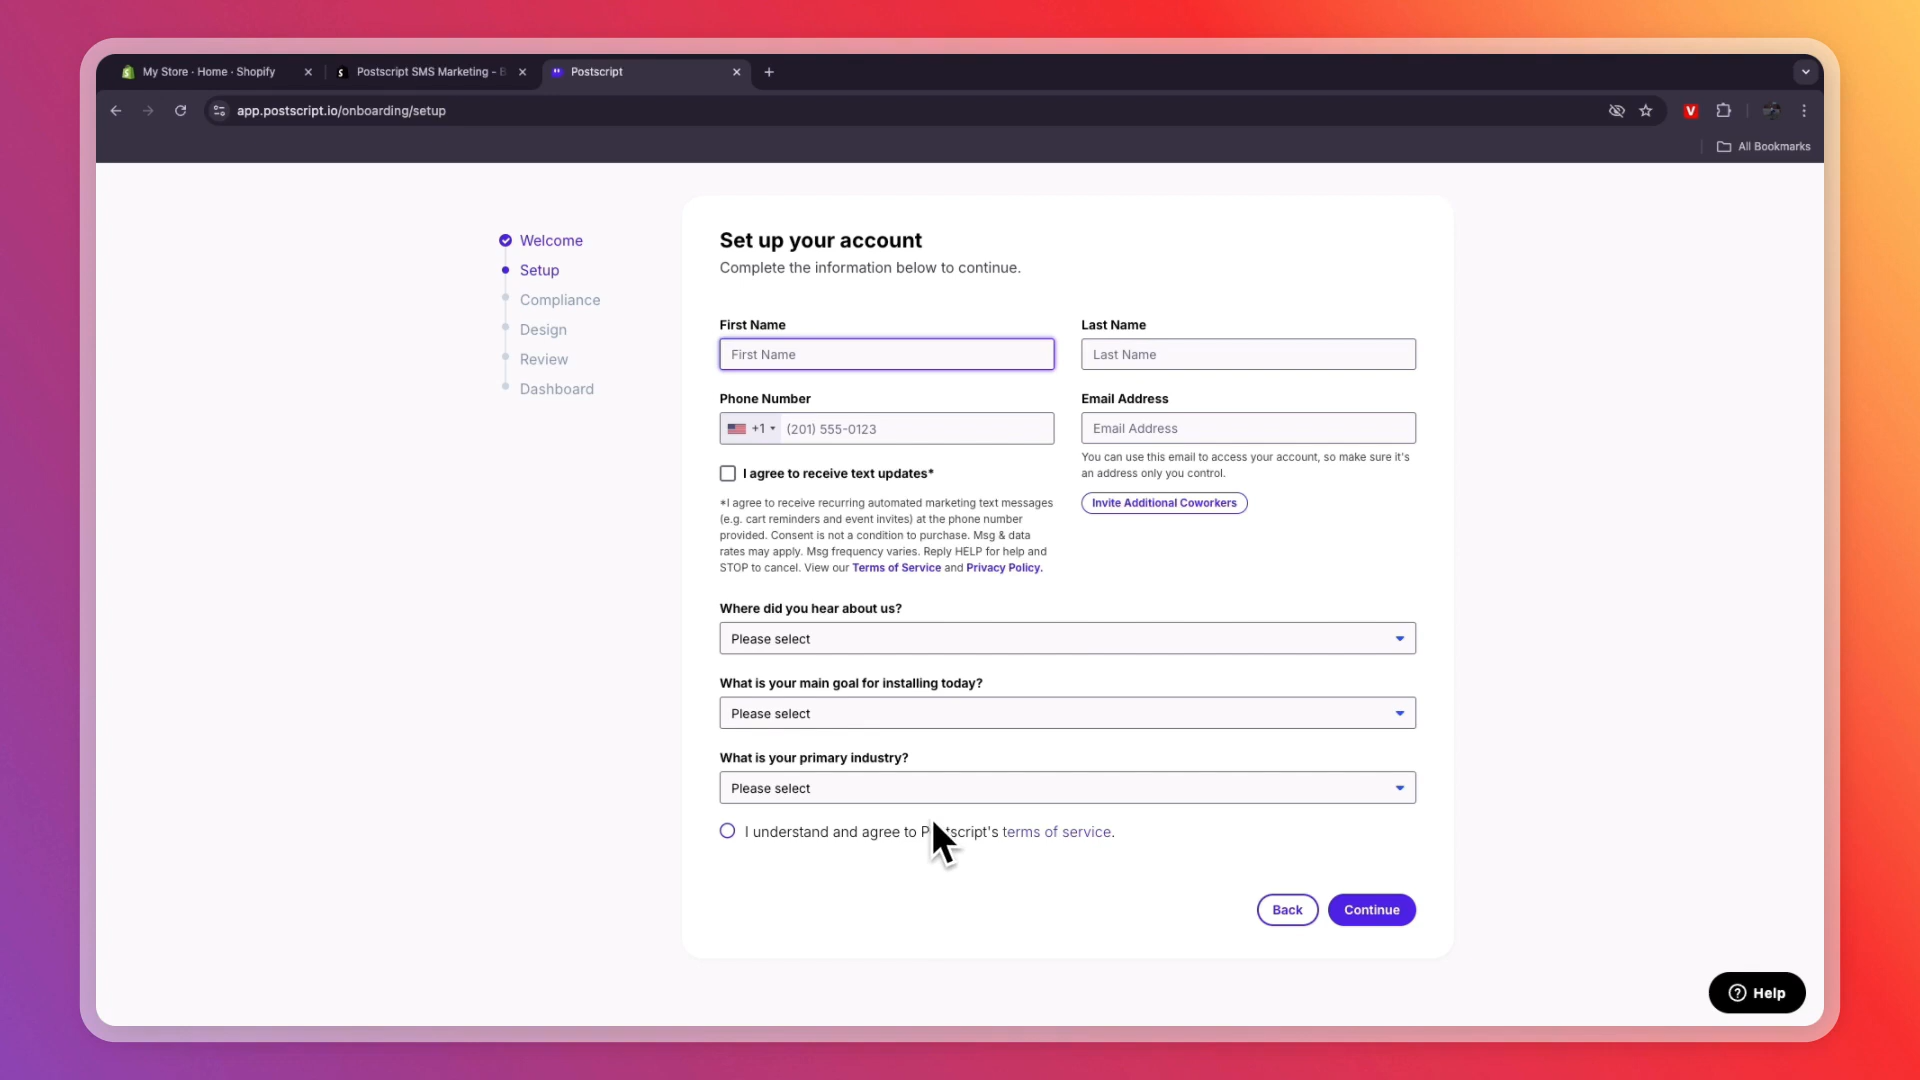 My Store · Home · Shopify
Postscript SMS Marketing -
Postscript
app.postscript.io/onboarding/setup
All Bookmarks
Welcome
Setup
Compliance
Design
Review
Dashboard
Set up your account
Complete the information below to continue.
First Name
Last Name
First Name
Last Name
Phone Number
Email Address
+1
(201) 555-0123
Email Address
You can use this email to access your account, so make sure it's
an address only you control.
I agree to receive text updates*
Invite Additional Coworkers
*I agree to receive recurring automated marketing text messages
(e.g. cart reminders and event invites) at the phone number
provided. Consent is not a condition to purchase. Msg & data
rates may apply. Msg frequency varies. Reply HELP for help and
STOP to cancel. View our Terms of Service and Privacy Policy.
Where did you hear about us?
Please select
What is your main goal for installing today?
Please select
What is your primary industry?
Please select
I understand and agree to Postscript's terms of service.
Back
Continue
Help